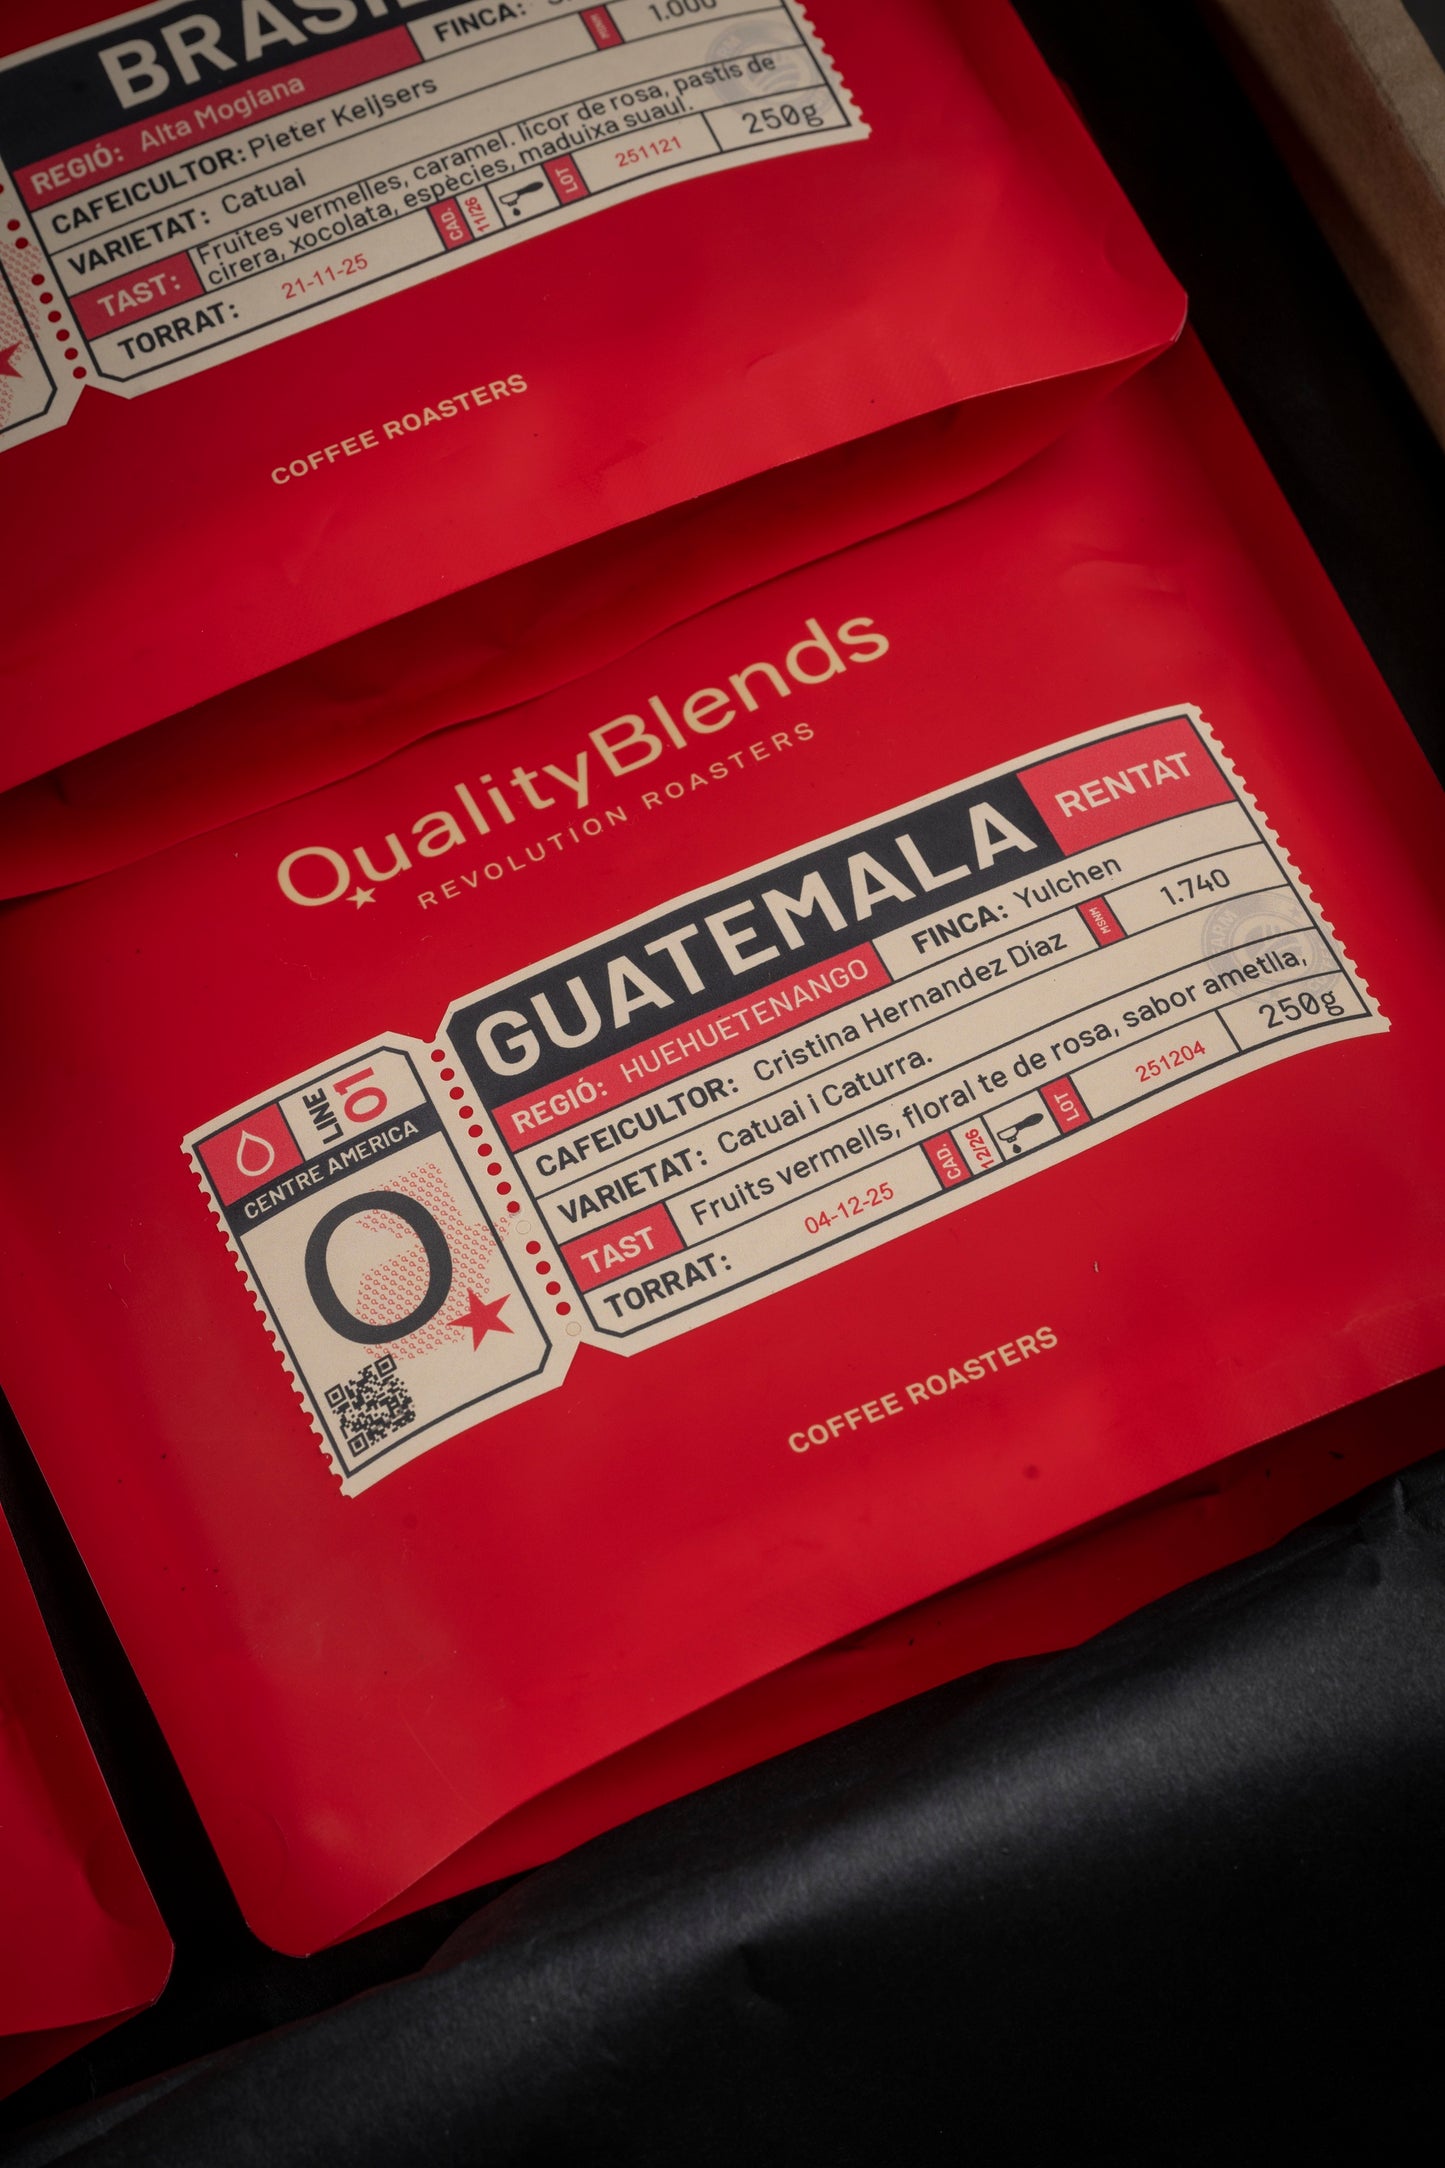 FINCA:
1.000
REGIÓ: Alta Mogiana
CAFEICULTOR: Pieter Keijsers
VARIETAT: Catuai
TAST: Fruites vermelles, caramel. licor de rosa, pastís de
cirera, xocolata, espècies, maduixa suaul.
TORRAT: 21-11-25 CAD. 11/26 LOT 251121 250g
COFFEE ROASTERS
QualityBlends
REVOLUTION ROASTERS
LINE 01
CENTRE AMERICA
Q
GUATEMALA RENTAT
REGIÓ: HUEHUETENANGO FINCA: Yulchen
CAFEICULTOR: Cristina Hernandez Díaz MSNM 1.740
VARIETAT: Catuai i Caturra.
TAST Fruits vermells, floral te de rosa, sabor ametlla,
TORRAT: 04-12-25 CAD. 12/26 LOT 251204 250g
COFFEE ROASTERS